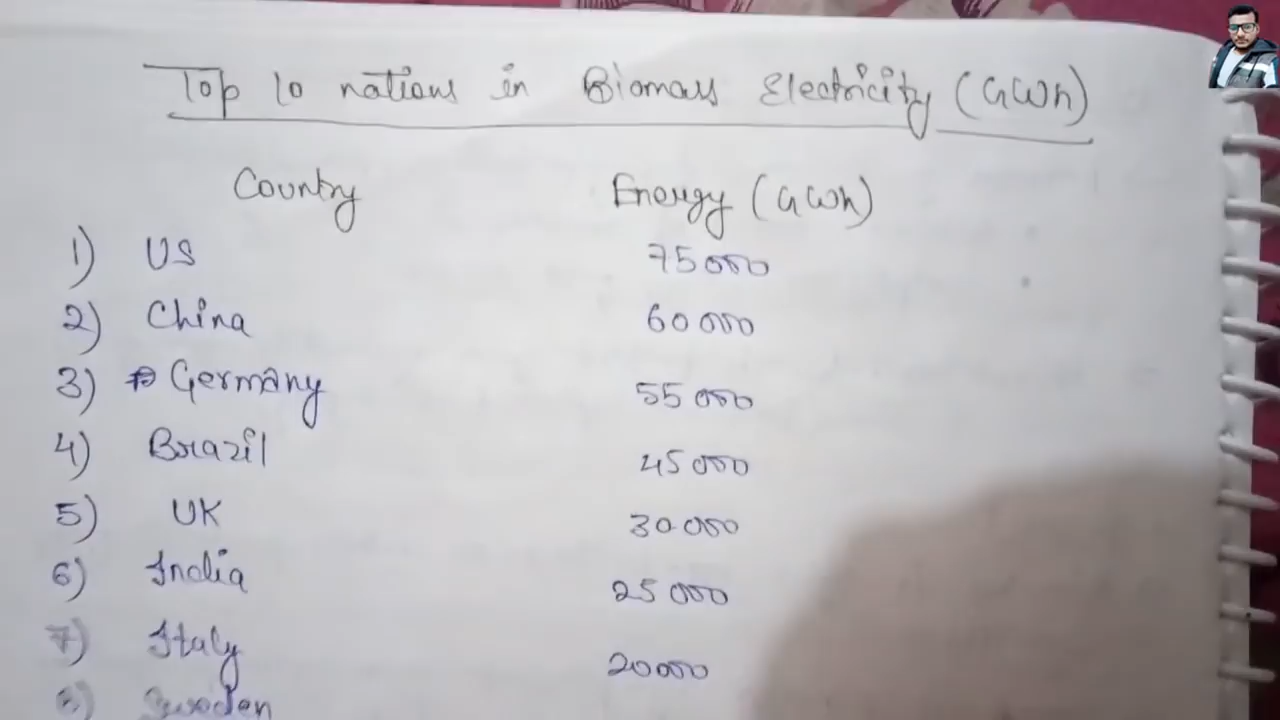 Top 10 nations in Biomass Electricity (GWh)
Country Energy (GWh)
1) US 75000
2) China 60000
3) Germany 55000
4) Brazil 45000
5) UK 30000
6) India 25000
7) Italy 20000
8) Sweden